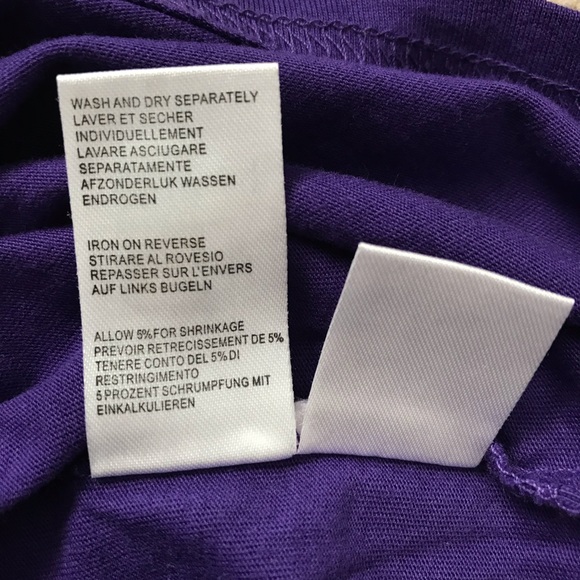 WASH AND DRY SEPARATELY
LAVER ET SECHER
INDIVIDUELLEMENT
LAVARE ASCIUGARE
SEPARATAMENTE
AFZONDERLUK WASSEN
ENDROGEN
IRON ON REVERSE
STIRARE AL ROVESIO
REPASSER SUR L'ENVERS
AUF LINKS BUGELN
ALLOW 5%FOR SHRINKAGE
PREVOIR RETRECISSEMENT DE 5%
TENERE CONTO DEL 5%DI
RESTRINGIMENTO
5 PROZENT SCHRUMPFUNG MIT
EINKALKULIEREN